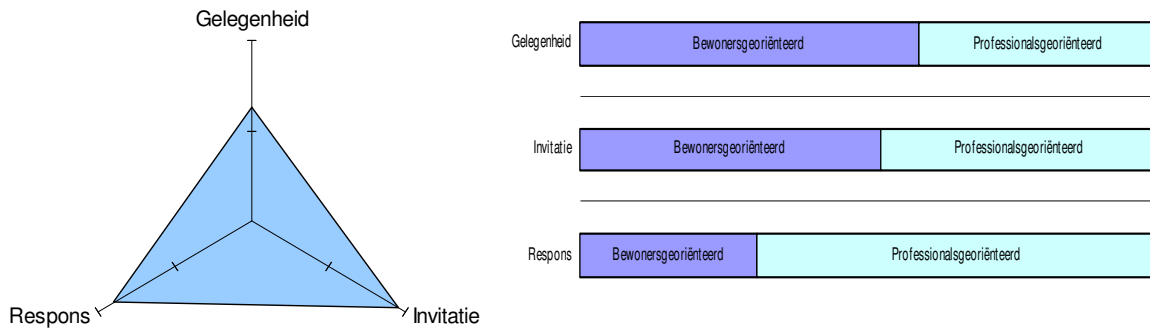 Gelegenheid
Respons
Invitatie
Gelegenheid Bewonersgeoriënteerd Professionalsgeoriënteerd
Invitatie Bewonersgeoriënteerd Professionalsgeoriënteerd
Respons Bewonersgeoriënteerd Professionalsgeoriënteerd